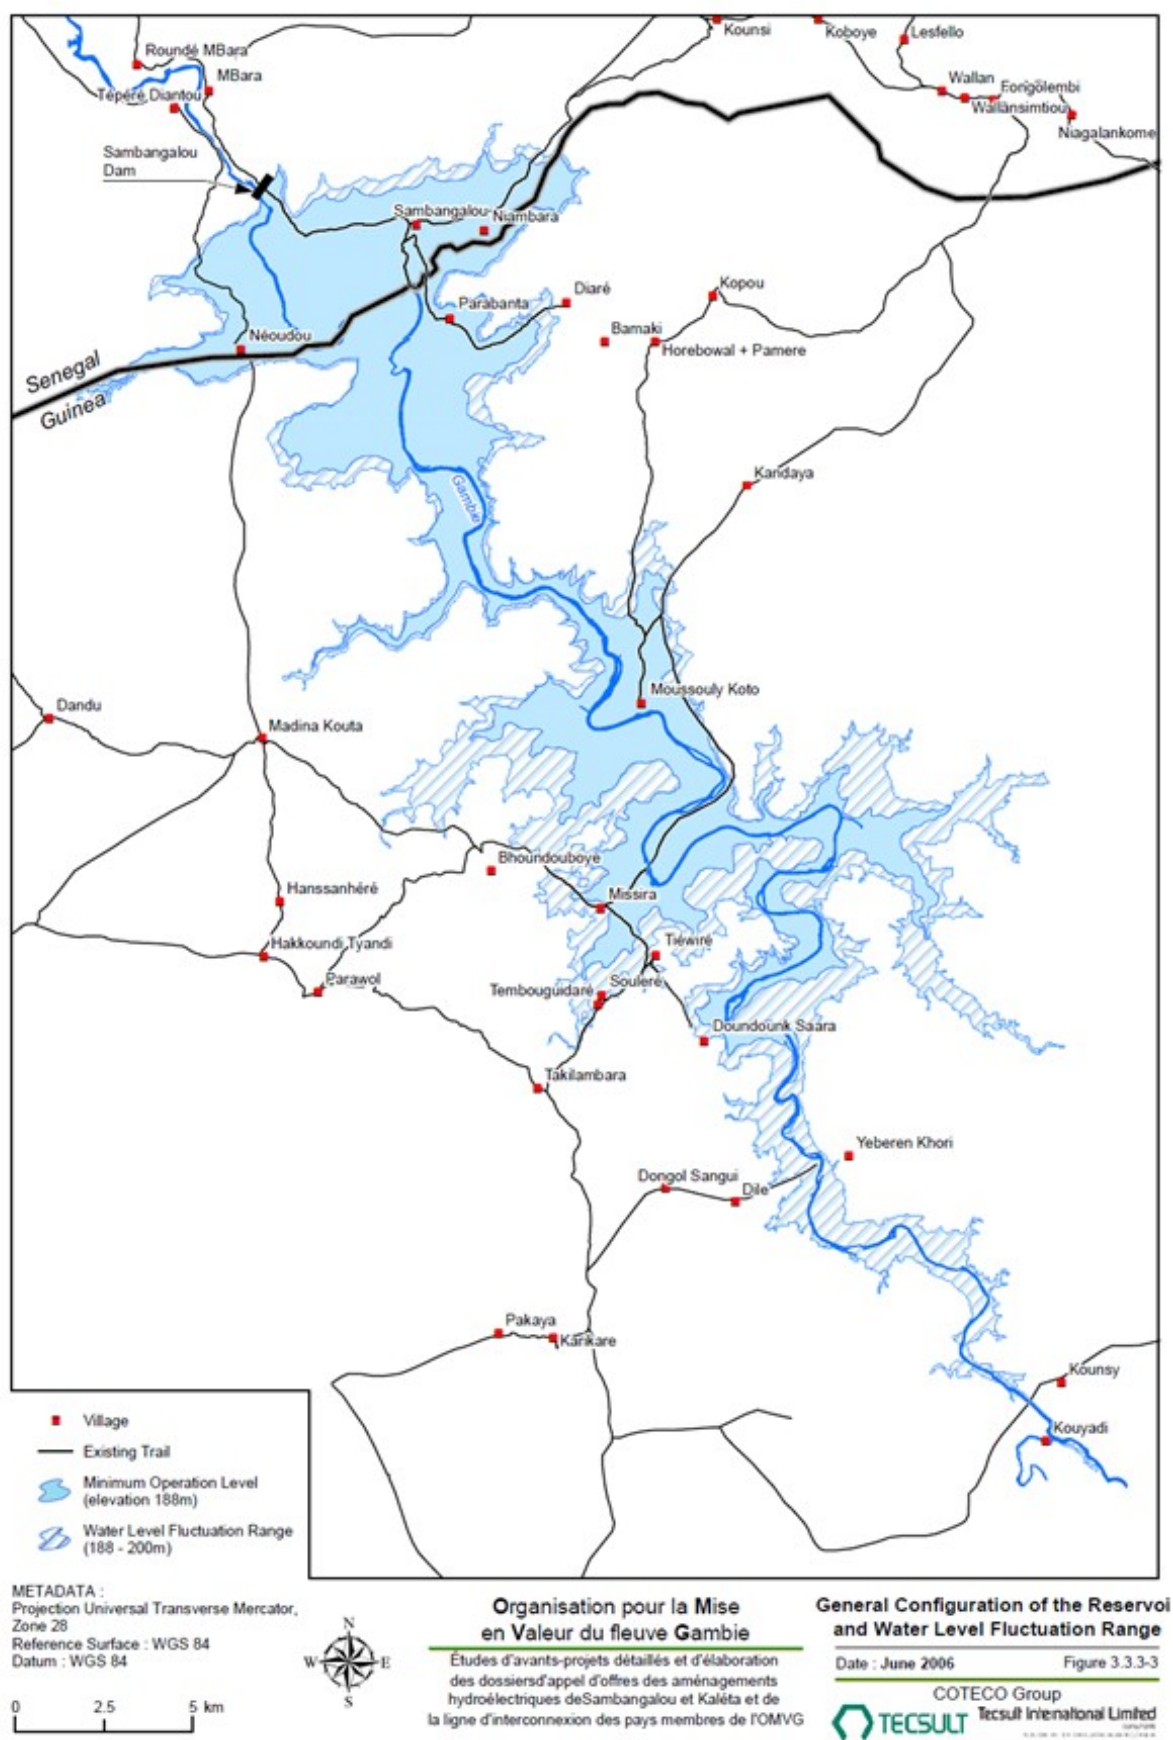 Kounsi
Koboye
Lesfello
Roundé MBara
MBara
Tépéré Diantou
Wallan
Fongölembi
Wallansimtiou
Niagalankome
Sambangalou
Dam
Sambangalou
Niambara
Diaré
Kopou
Parabanta
Bamaki
Horebowal + Pamere
Néoudou
Senegal
Guinea
Kandaya
Gambie
Moussouly Koto
Dandu
Madina Kouta
Bhoundouboye
Hanssanhéré
Missira
Hakkoundi Tyandi
Tiéwiré
Parawol
Souleré
Tembouguidaré
Doundounk Saara
Takilambara
Yeberen Khori
Dongol Sangui
Dile
Pakaya
Karikare
Kounsy
Kouyadi
Village
Existing Trail
Minimum Operation Level
(elevation 188m)
Water Level Fluctuation Range
(188 - 200m)
METADATA :
Projection Universal Transverse Mercator,
Zone 28
Reference Surface : WGS 84
Datum : WGS 84
0 2.5 5 km
N
W E
S
Organisation pour la Mise
en Valeur du fleuve Gambie
Études d'avants-projets détaillés et d'élaboration
des dossiersd'appel d'offres des aménagements
hydroélectriques deSambangalou et Kaléta et de
la ligne d'interconnexion des pays membres de l'OMVG
General Configuration of the Reservoi
and Water Level Fluctuation Range
Date : June 2006 Figure 3.3.3-3
COTECO Group
TECSULT Tecsult International Limited